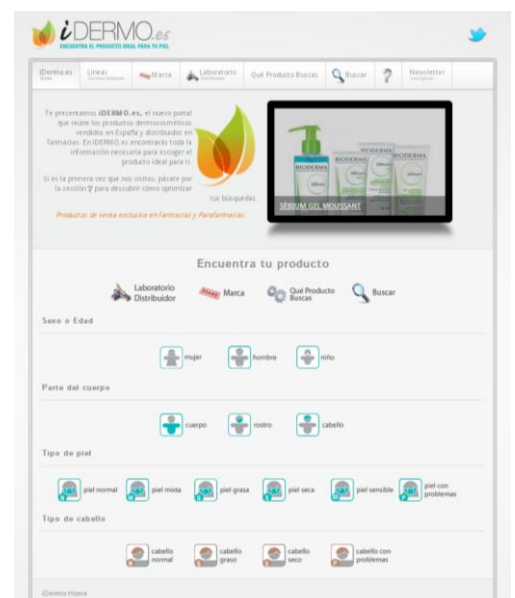 iDERMO.es
ENCUENTRA EL PRODUCTO IDEAL PARA TU PIEL
iDermo.es
Líneas
Marca
Laboratorio
Qué Producto Buscas
Buscar
?
Newsletter
Te presentamos iDERMO.es, el nuevo portal
que reúne los productos dermocosméticos
vendidos en España y distribuidos en
farmacias. En iDERMO.es encontrarás toda la
información necesaria para escoger el
producto ideal para ti.
Si es la primera vez que nos visitas, pásate por
la sección ? para descubrir cómo optimizar
tus búsquedas.
Productos de venta exclusiva en Farmacias y Parafarmacias
BIODERMA
BIODERMA
BIODERMA
SÉBIUM GEL MOUSSANT
Encuentra tu producto
Laboratorio
Distribuidor
Marca
Qué Producto
Buscas
Buscar
Sexo o Edad
mujer
hombre
niño
Parte del cuerpo
cuerpo
rostro
cabello
Tipo de piel
piel normal
piel mixta
piel grasa
piel seca
piel sensible
piel con
problemas
Tipo de cabello
cabello
normal
cabello
graso
cabello
seco
cabello con
problemas
iDermo Home